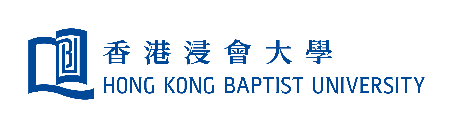 香港浸會大學
HONG KONG BAPTIST UNIVERSITY